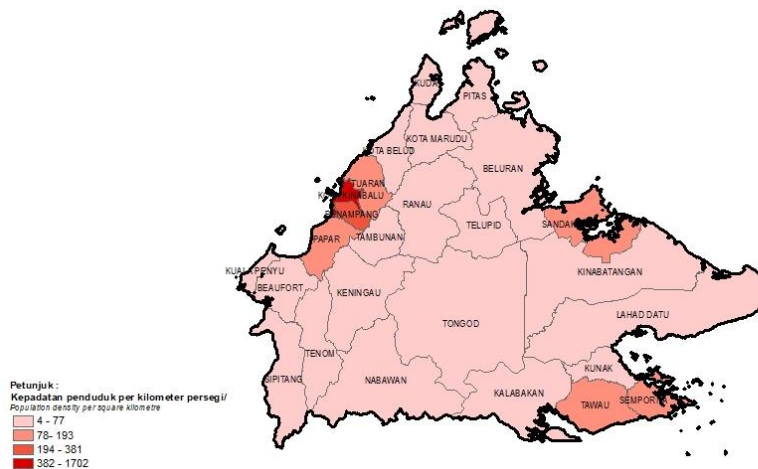 KUDAT
PITAS
KOTA MARUDU
KOTA BELUD
BELURAN
TUARAN
KOTA KINABALU
RANAU
PENAMPANG
TELUPID
SANDAKAN
PAPAR
TAMBUNAN
KUALA PENYU
KINABATANGAN
BEAUFORT
KENINGAU
LAHAD DATU
TONGOD
TENOM
KUNAK
SIPITANG
NABAWAN
KALABAKAN
TAWAU
SEMPORNA
Petunjuk :
Kepadatan penduduk per kilometer persegi/
Population density per square kilometre
4 - 77
78- 193
194 - 381
382 - 1702